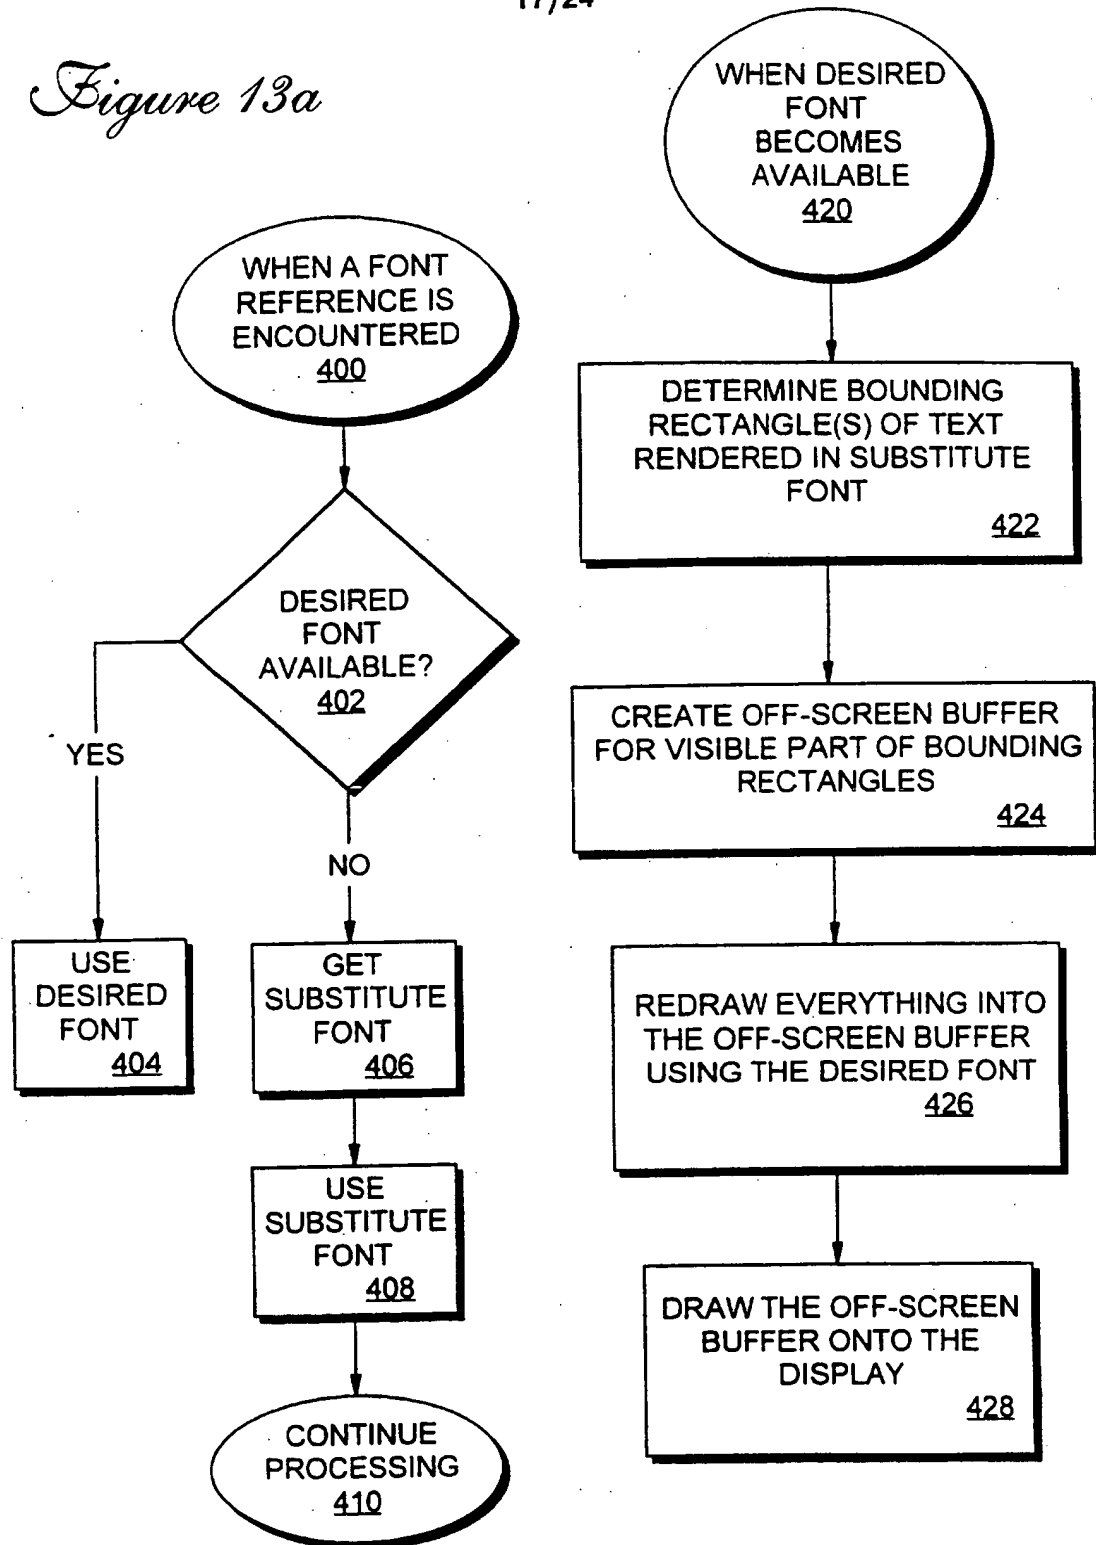 17/24
Figure 13a
WHEN A FONT
REFERENCE IS
ENCOUNTERED
400
DESIRED
FONT
AVAILABLE?
402
YES
NO
USE
DESIRED
FONT
404
GET
SUBSTITUTE
FONT
406
USE
SUBSTITUTE
FONT
408
CONTINUE
PROCESSING
410
WHEN DESIRED
FONT
BECOMES
AVAILABLE
420
DETERMINE BOUNDING
RECTANGLE(S) OF TEXT
RENDERED IN SUBSTITUTE
FONT
422
CREATE OFF-SCREEN BUFFER
FOR VISIBLE PART OF BOUNDING
RECTANGLES
424
REDRAW EVERYTHING INTO
THE OFF-SCREEN BUFFER
USING THE DESIRED FONT
426
DRAW THE OFF-SCREEN
BUFFER ONTO THE
DISPLAY
428